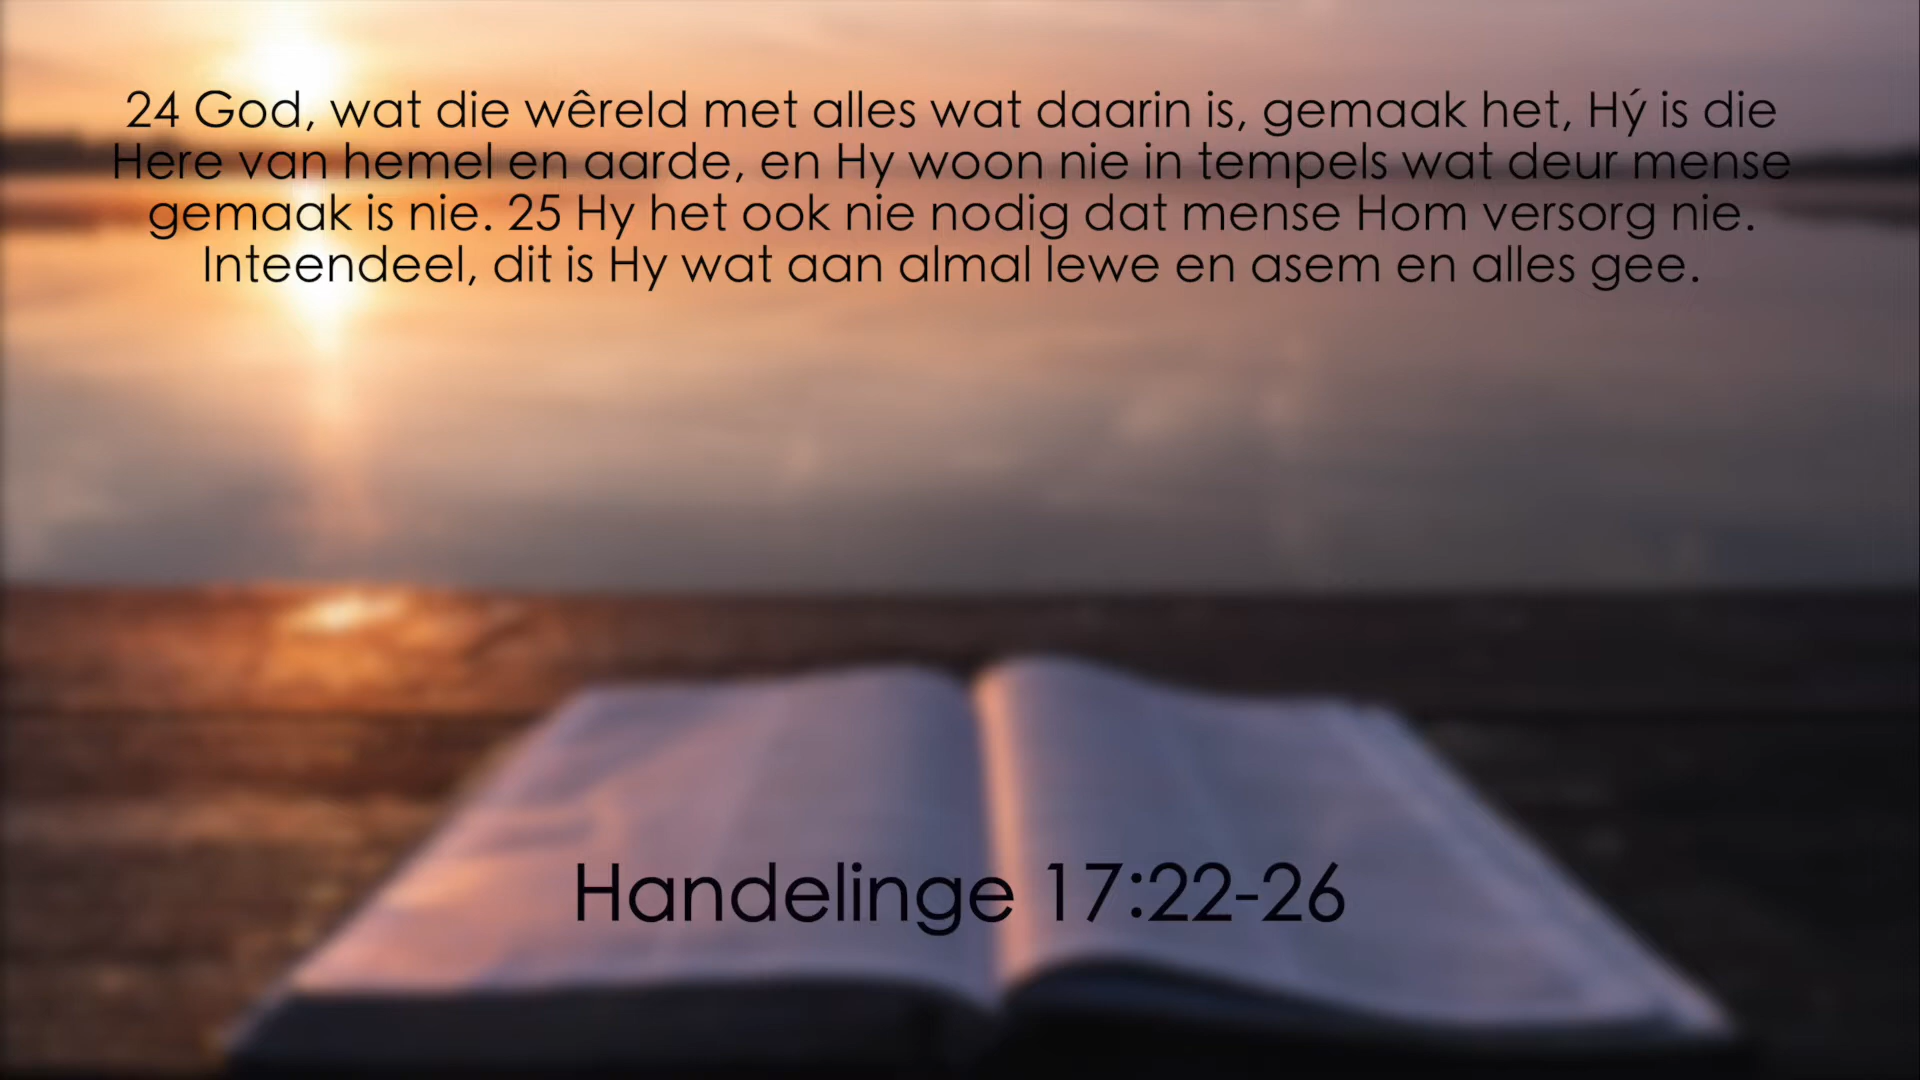 24 God, wat die wêreld met alles wat daarin is, gemaak het, Hý is die
Here van hemel en aarde, en Hy woon nie in tempels wat deur mense
gemaak is nie. 25 Hy het ook nie nodig dat mense Hom versorg nie.
Inteendeel, dit is Hy wat aan almal lewe en asem en alles gee.
Handelinge 17:22-26